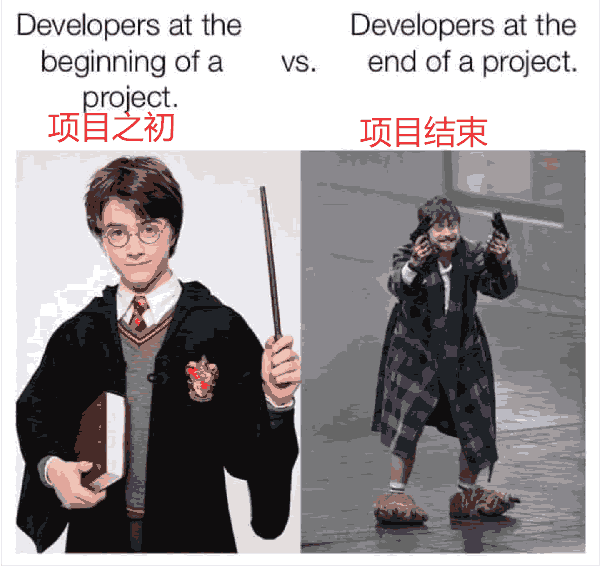 Developers at the
beginning of a
project.
vs.
Developers at the
end of a project.
项目之初
项目结束